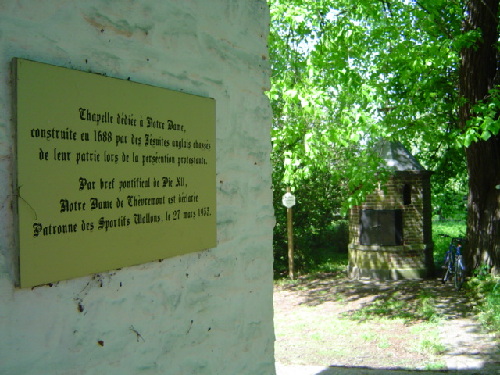 Chapelle dédiée à Notre Dame,
construite en 1688 par des Jésuites anglais chassés
de leur patrie lors de la persécution protestante.
Par bref pontifical de Pie XII,
Notre Dame de Chèvremont est déclarée
Patronne des Sportifs Wallons, le 27 mars 1952.